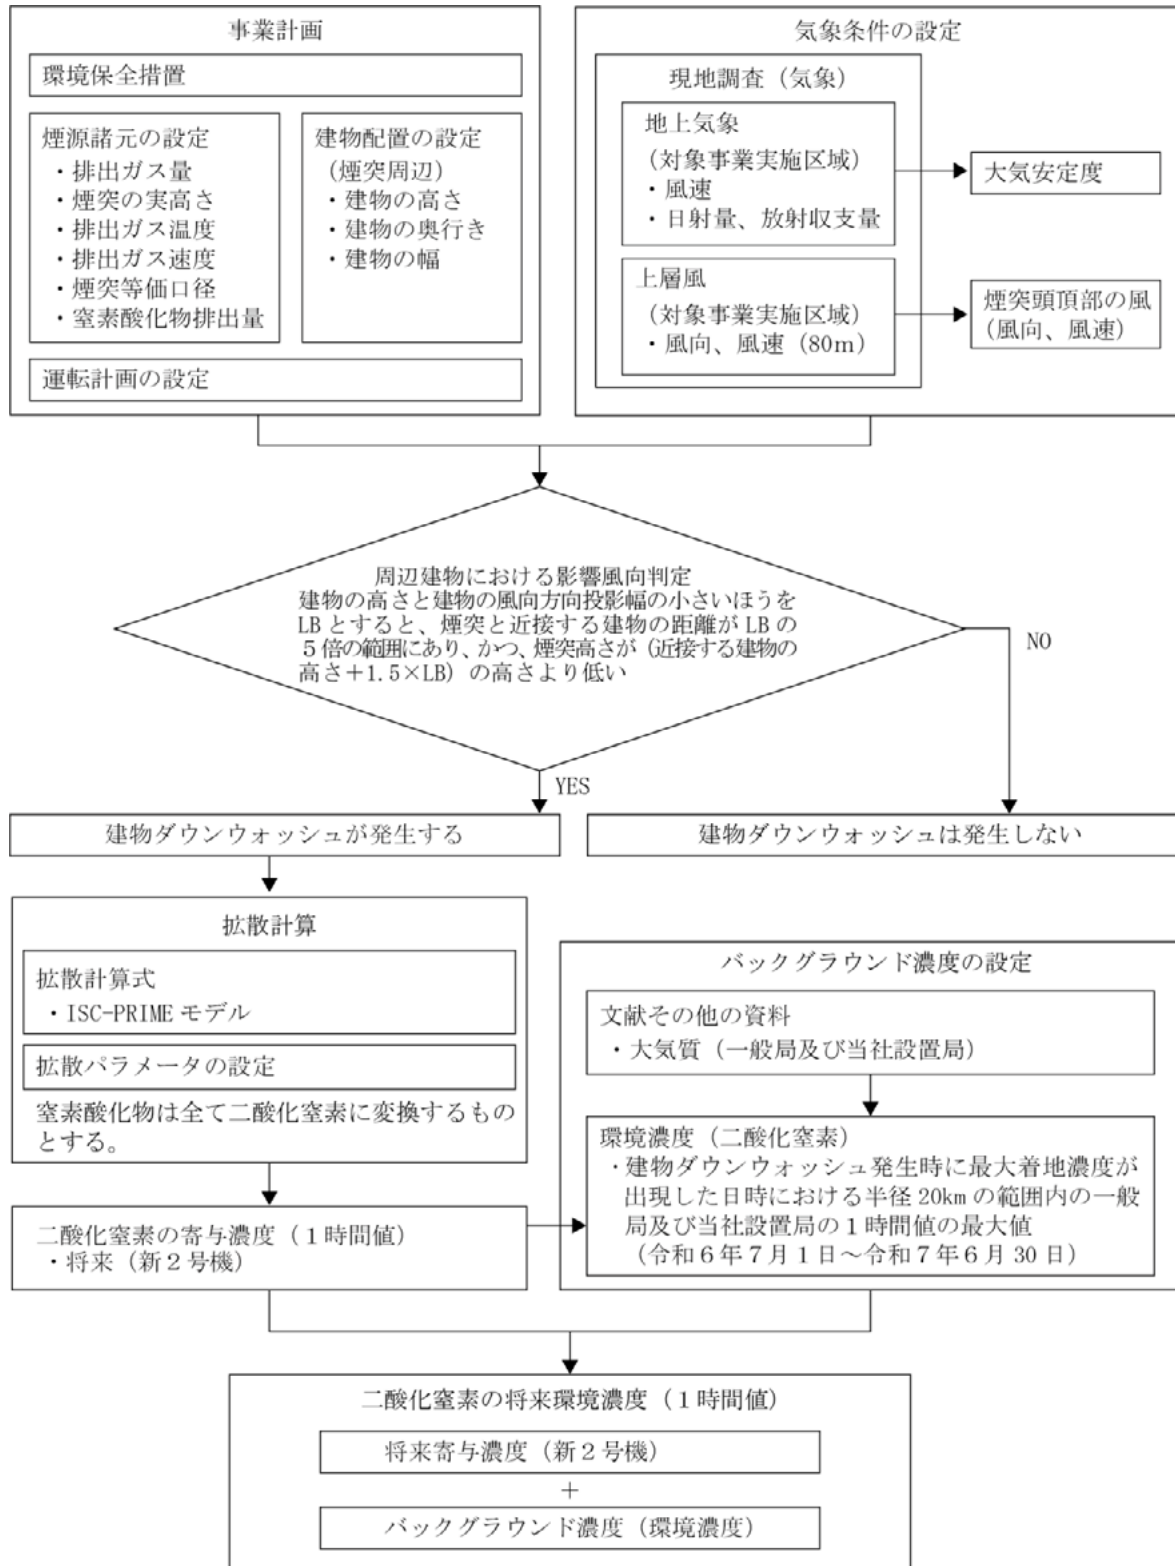 事業計画
環境保全措置
煙源諸元の設定
・排出ガス量
・煙突の実高さ
・排出ガス温度
・排出ガス速度
・煙突等価口径
・窒素酸化物排出量
建物配置の設定
(煙突周辺)
・建物の高さ
・建物の奥行き
・建物の幅
運転計画の設定
気象条件の設定
現地調査（気象）
地上気象
(対象事業実施区域)
・風速
・日射量、放射収支量
大気安定度
上層風
(対象事業実施区域)
・風向、風速（80m）
煙突頭頂部の風
(風向、風速)
周辺建物における影響風向判定
建物の高さと建物の風向方向投影幅の小さいほうを
LBとすると、煙突と近接する建物の距離がLBの
５倍の範囲にあり、かつ、煙突高さが（近接する建物の
高さ＋1.5×LB）の高さより低い
NO
YES
建物ダウンウォッシュが発生する
建物ダウンウォッシュは発生しない
拡散計算
拡散計算式
・ISC-PRIMEモデル
拡散パラメータの設定
窒素酸化物は全て二酸化窒素に変換するもの
とする。
二酸化窒素の寄与濃度（１時間値）
・将来（新２号機）
バックグラウンド濃度の設定
文献その他の資料
・大気質（一般局及び当社設置局）
環境濃度（二酸化窒素）
・建物ダウンウォッシュ発生時に最大着地濃度が
出現した日時における半径20kmの範囲内の一般
局及び当社設置局の１時間値の最大値
（令和６年７月１日～令和７年６月30日）
二酸化窒素の将来環境濃度（１時間値）
将来寄与濃度（新２号機）
＋
バックグラウンド濃度（環境濃度）